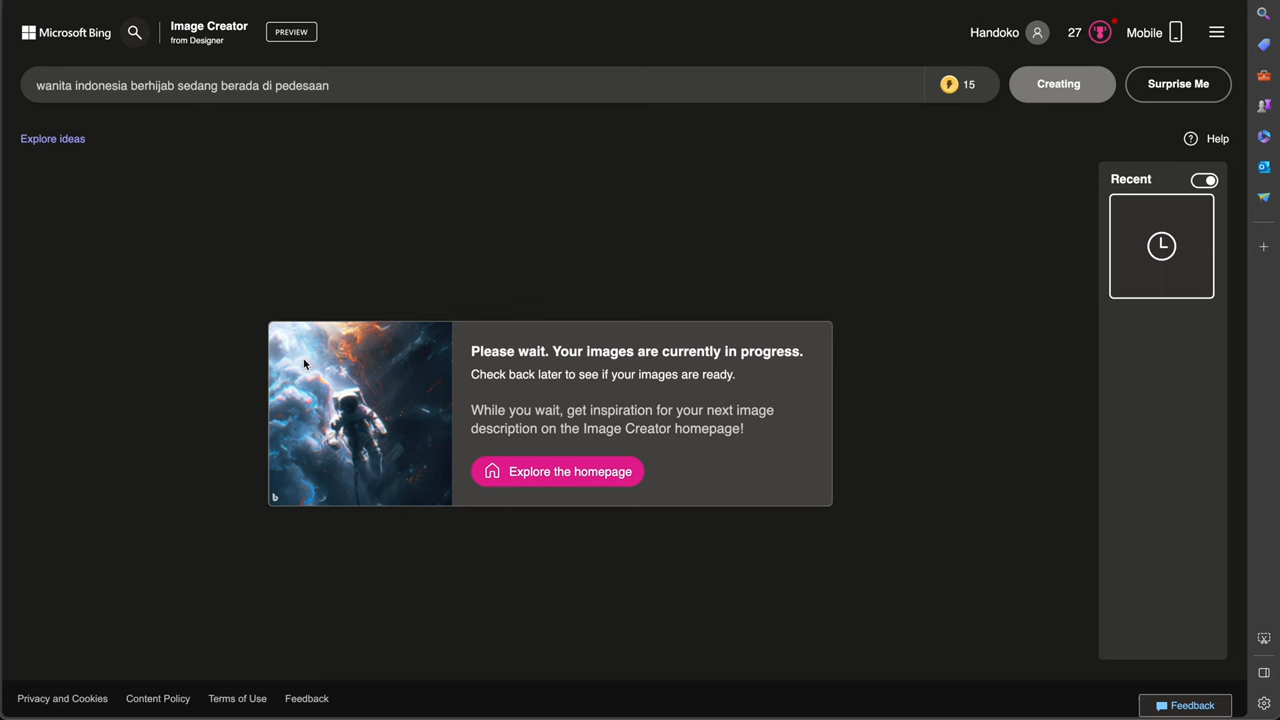 Microsoft Bing
Image Creator
from Designer
PREVIEW
Handoko
27
Mobile
wanita indonesia berhijab sedang berada di pedesaan
15
Creating
Surprise Me
Explore ideas
Help
Recent
Please wait. Your images are currently in progress.
Check back later to see if your images are ready.
While you wait, get inspiration for your next image
description on the Image Creator homepage!
Explore the homepage
Privacy and Cookies
Content Policy
Terms of Use
Feedback
Feedback